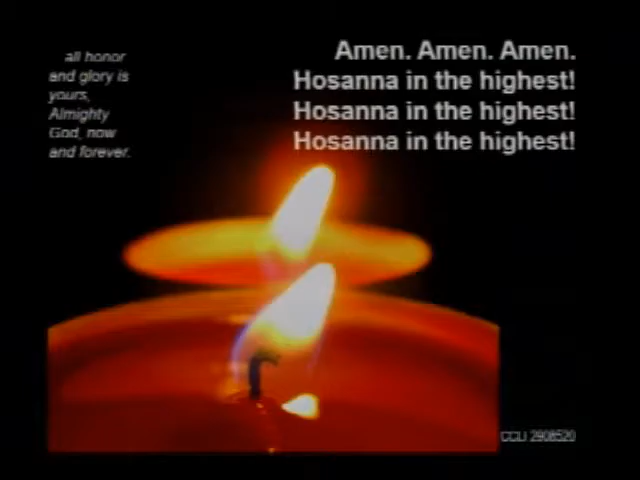 all honor
and glory is
yours,
Almighty
God, now
and forever.
Amen. Amen. Amen.
Hosanna in the highest!
Hosanna in the highest!
Hosanna in the highest!
CCLI 2908520